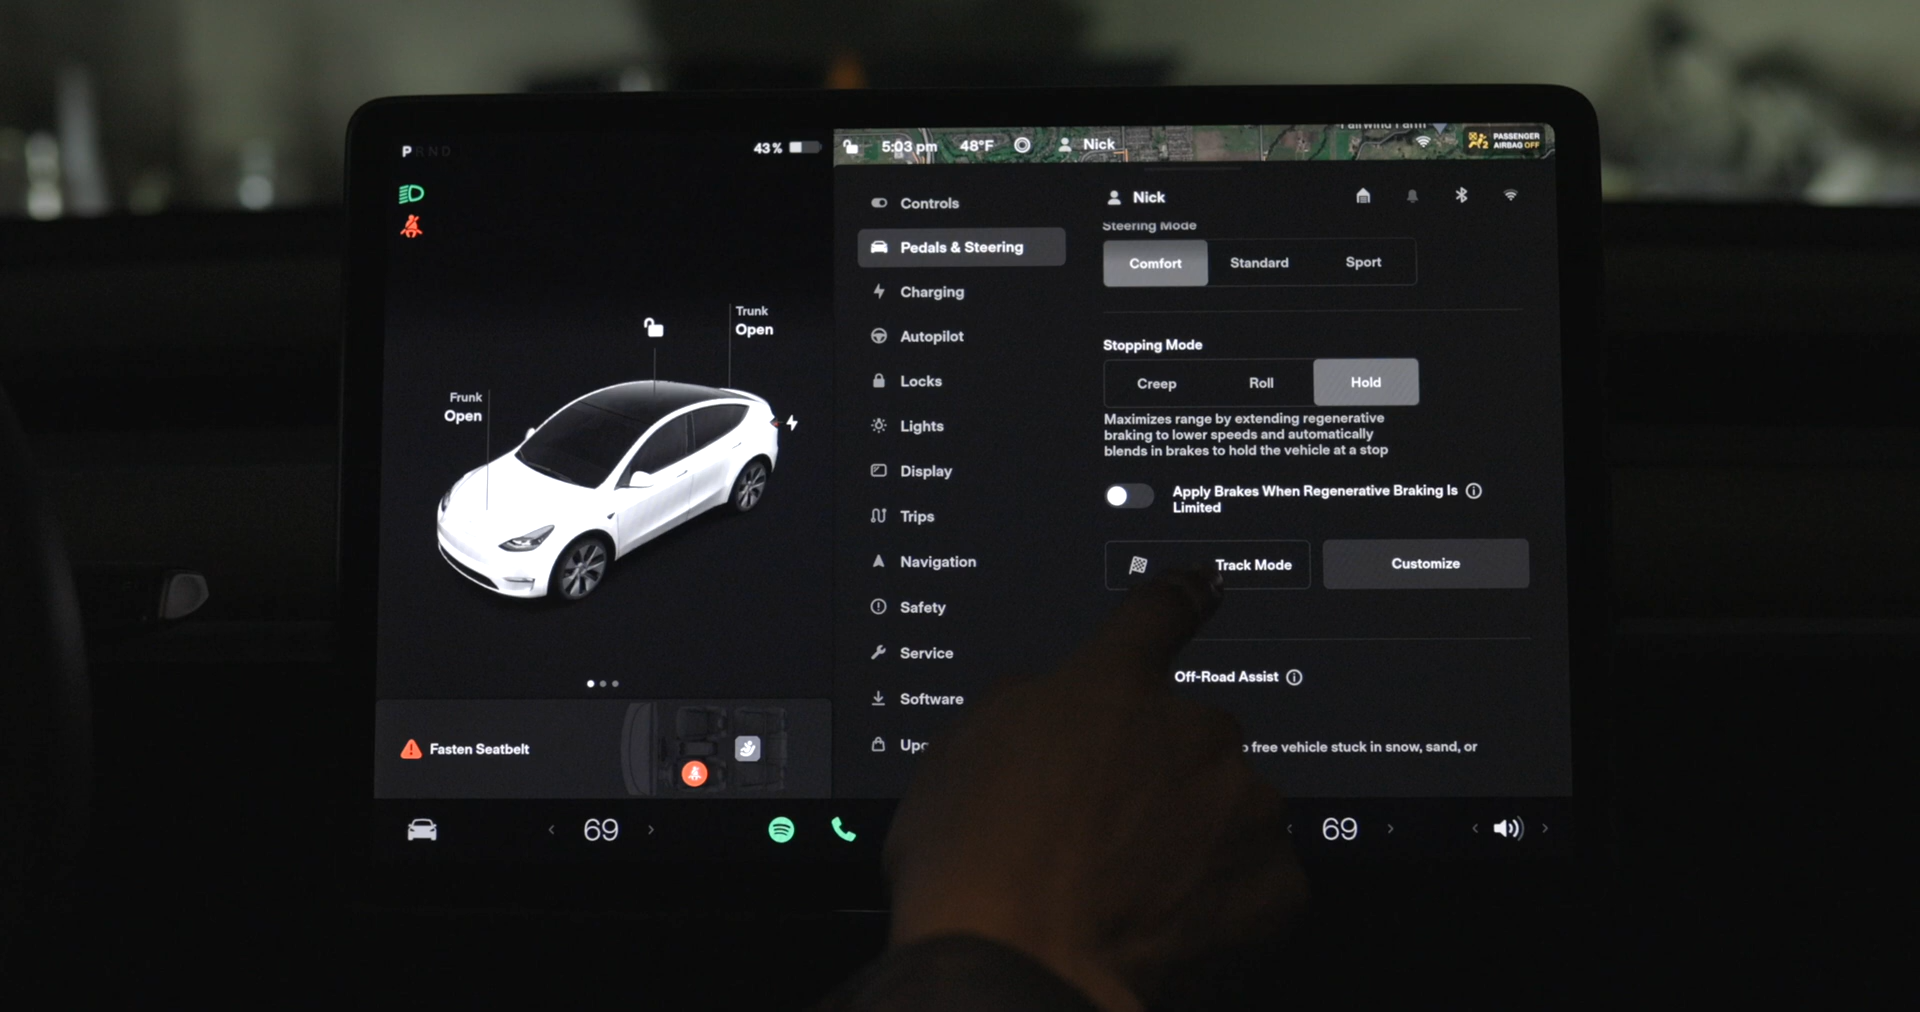 PRND
43%
5:03 pm
48°F
Nick
2
PASSENGER
AIRBAG OFF
Trunk
Open
Frunk
Open
Fasten Seatbelt
Controls
Pedals & Steering
Charging
Autopilot
Locks
Lights
Display
Trips
Navigation
Safety
Service
Software
Nick
Steering Mode
Comfort
Standard
Sport
Stopping Mode
Creep
Roll
Hold
Maximizes range by extending regenerative
braking to lower speeds and automatically
blends in brakes to hold the vehicle at a stop
Apply Brakes When Regenerative Braking Is
Limited
Track Mode
Customize
Off-Road Assist
free vehicle stuck in snow, sand, or
69
69